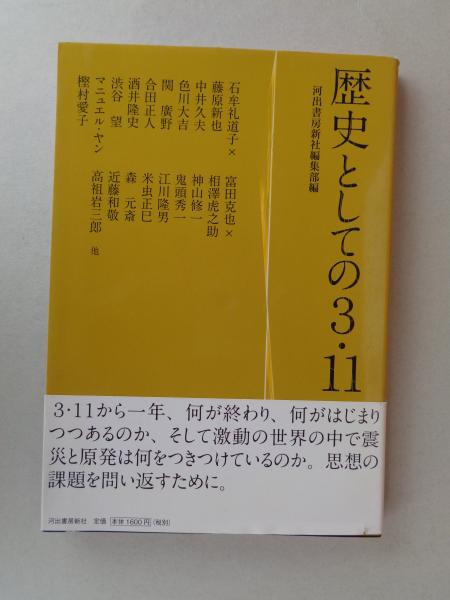 歴史としての3・11
河出書房新社編集部編
石牟礼道子×
藤原新也
中井久夫
色川大吉
関 廣野
合田正人
酒井隆史
渋谷 望
マニュエル・ヤン
樫村愛子
富田克也×
相澤虎之助
神山修一
鬼頭秀一
江川隆男
米虫正巳
森 元斎
近藤和敬
高祖岩三郎 他
3・11から一年、何が終わり、何がはじまり
つつあるのか、そして激動の世界の中で震
災と原発は何をつきつけているのか。思想の
課題を問い返すために。
河出書房新社 定価 本体1600円(税別)